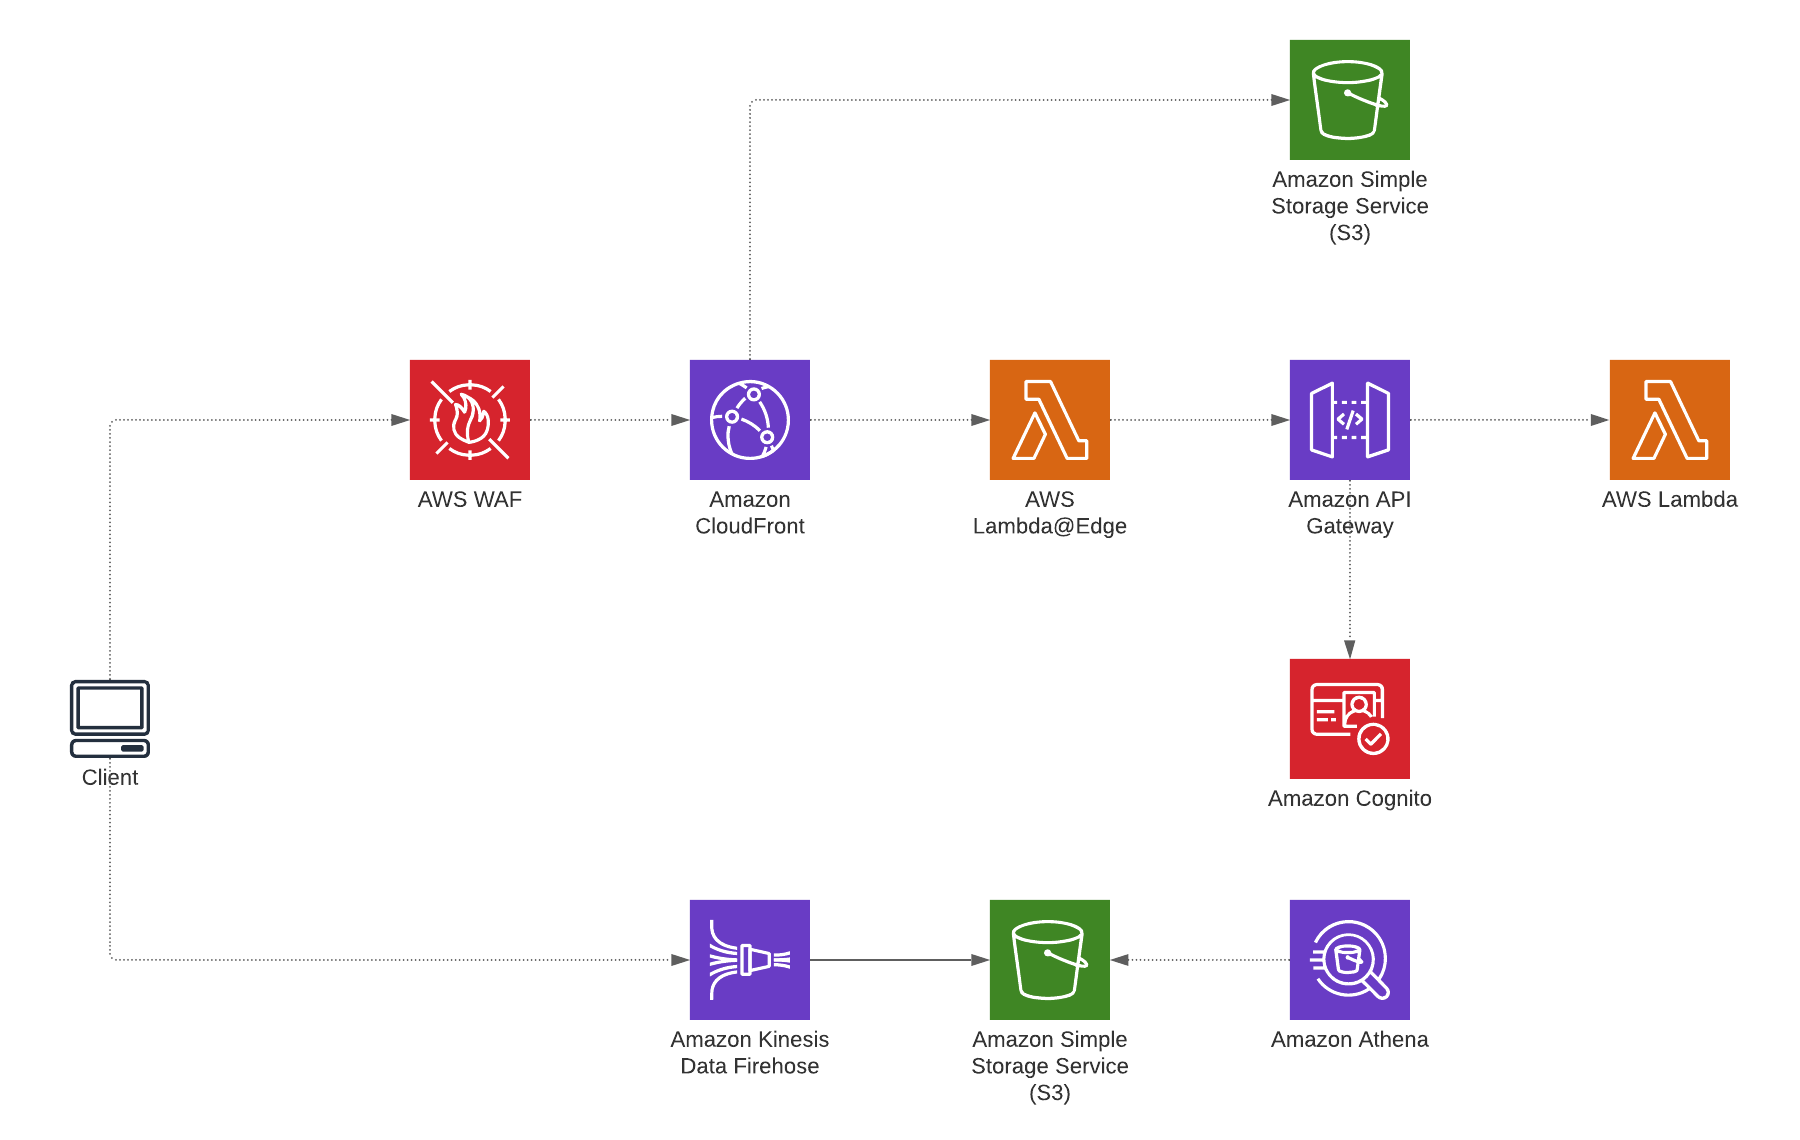 Amazon Simple
Storage Service
(S3)
AWS WAF
Amazon
CloudFront
AWS
Lambda@Edge
Amazon API
Gateway
AWS Lambda
Client
Amazon Cognito
Amazon Kinesis
Data Firehose
Amazon Simple
Storage Service
(S3)
Amazon Athena